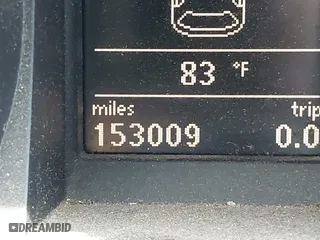 83 °F
miles trip
153009 0.0
DREAMBID